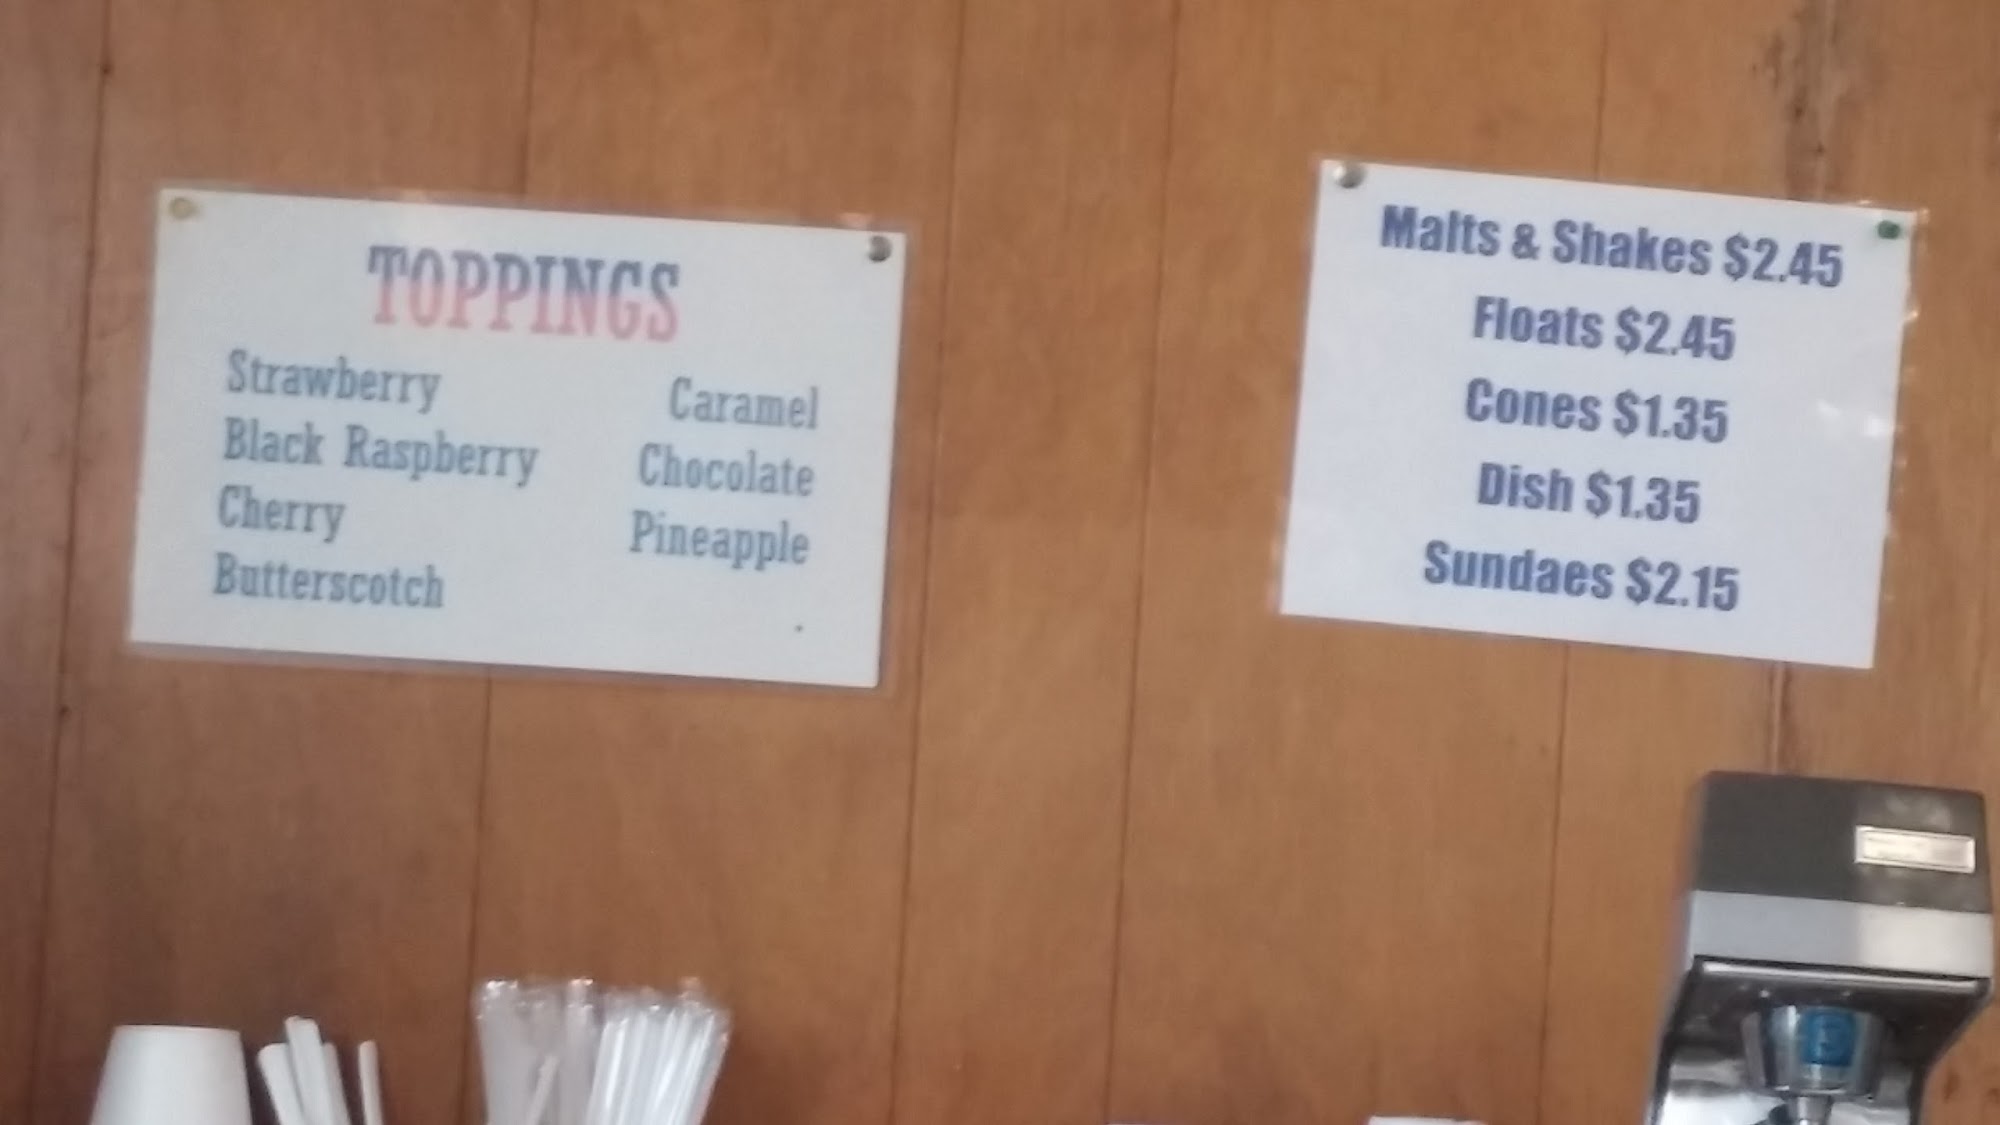 TOPPINGS
Strawberry
Black Raspberry
Cherry
Butterscotch
Caramel
Chocolate
Pineapple
Malts & Shakes $2.45
Floats $2.45
Cones $1.35
Dish $1.35
Sundaes $2.15